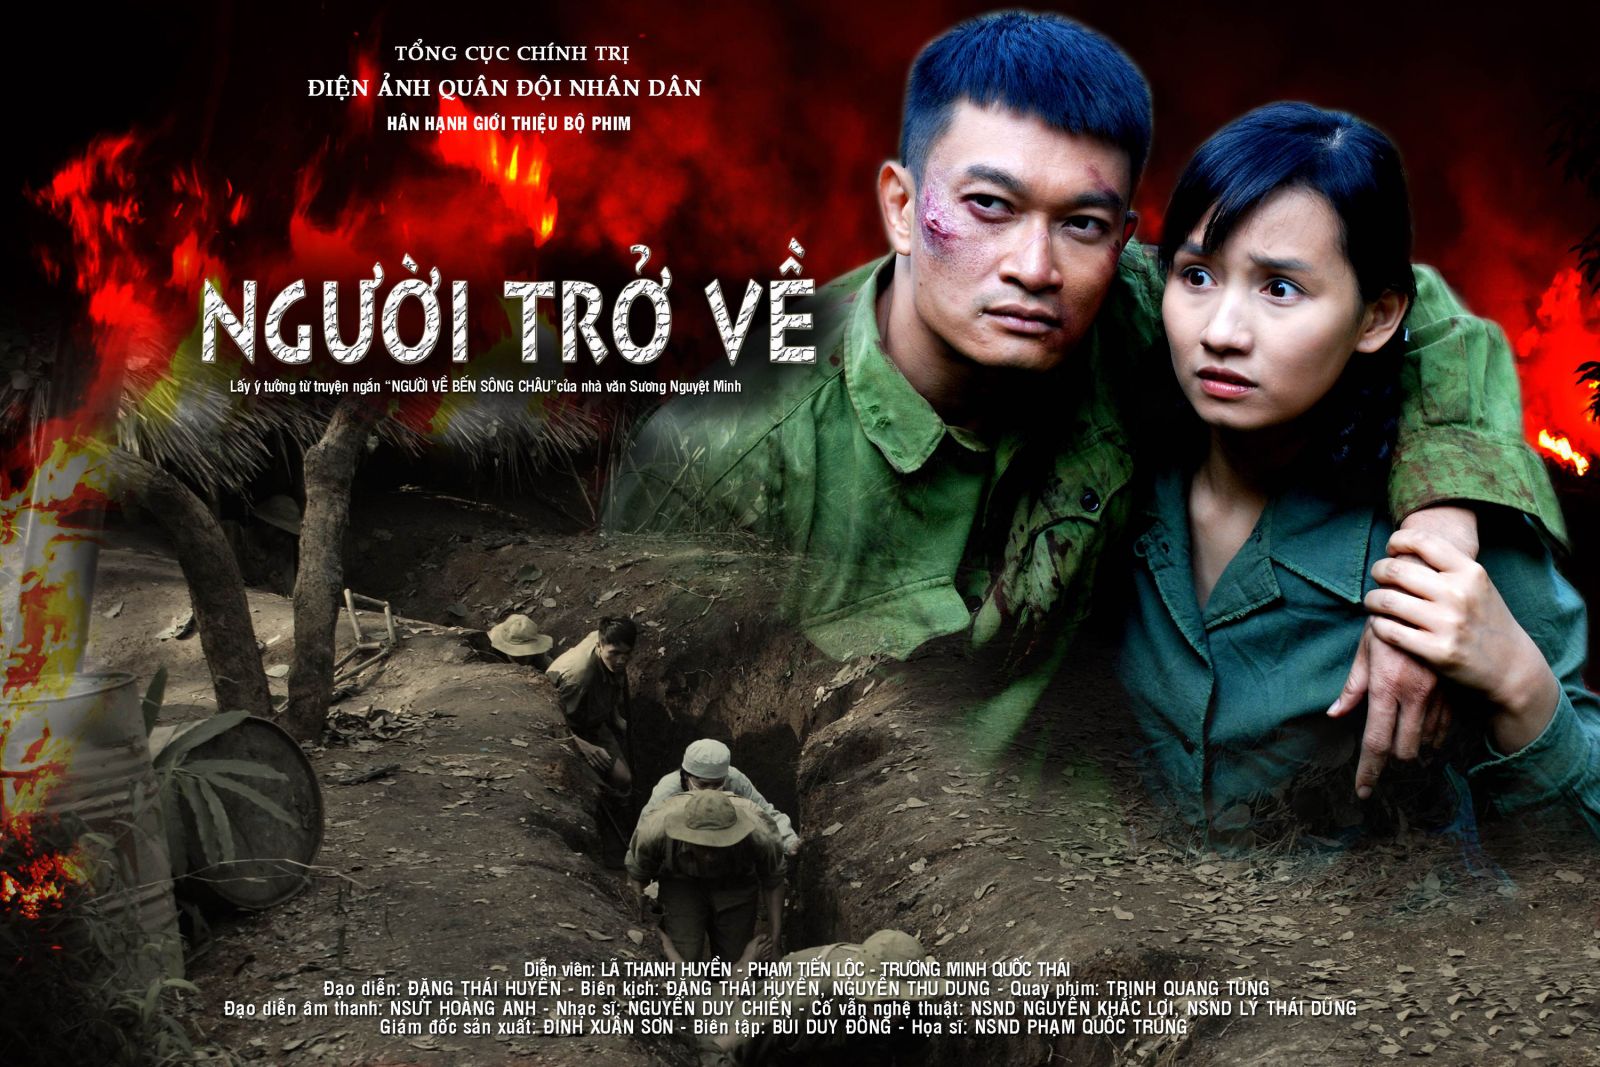 TỔNG CỤC CHÍNH TRỊ
ĐIỆN ẢNH QUÂN ĐỘI NHÂN DÂN
HÂN HẠNH GIỚI THIỆU BỘ PHIM
NGƯỜI TRỞ VỀ
Lấy ý tưởng từ truyện ngắn “NGƯỜI VỀ BẾN SÔNG CHÂU”của nhà văn Sương Nguyệt Minh
Diễn viên: LÃ THANH HUYỀN - PHẠM TIẾN LỘC - TRƯƠNG MINH QUỐC THÁI
Đạo diễn: ĐẶNG THÁI HUYỀN - Biên kịch: ĐẶNG THÁI HUYỀN, NGUYỄN THU DUNG - Quay phim: TRỊNH QUANG TÙNG
Đạo diễn âm thanh: NSƯT HOÀNG ANH - Nhạc sĩ: NGUYỄN DUY CHIẾN - Cố vấn nghệ thuật: NSND NGUYỄN KHẮC LỢI, NSND LÝ THÁI DŨNG
Giám đốc sản xuất: ĐINH XUÂN SƠN - Biên tập: BÙI DUY ĐÔNG - Họa sĩ: NSND PHẠM QUỐC TRUNG